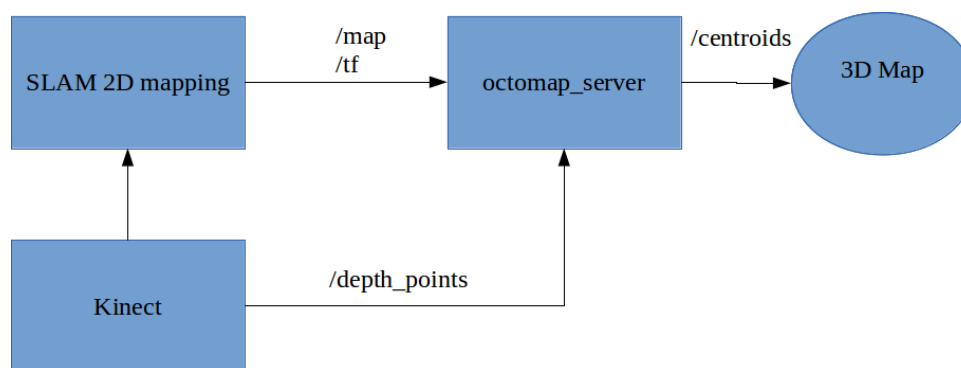 SLAM 2D mapping
/map
/tf
octomap_server
/centroids
3D Map
Kinect
/depth_points